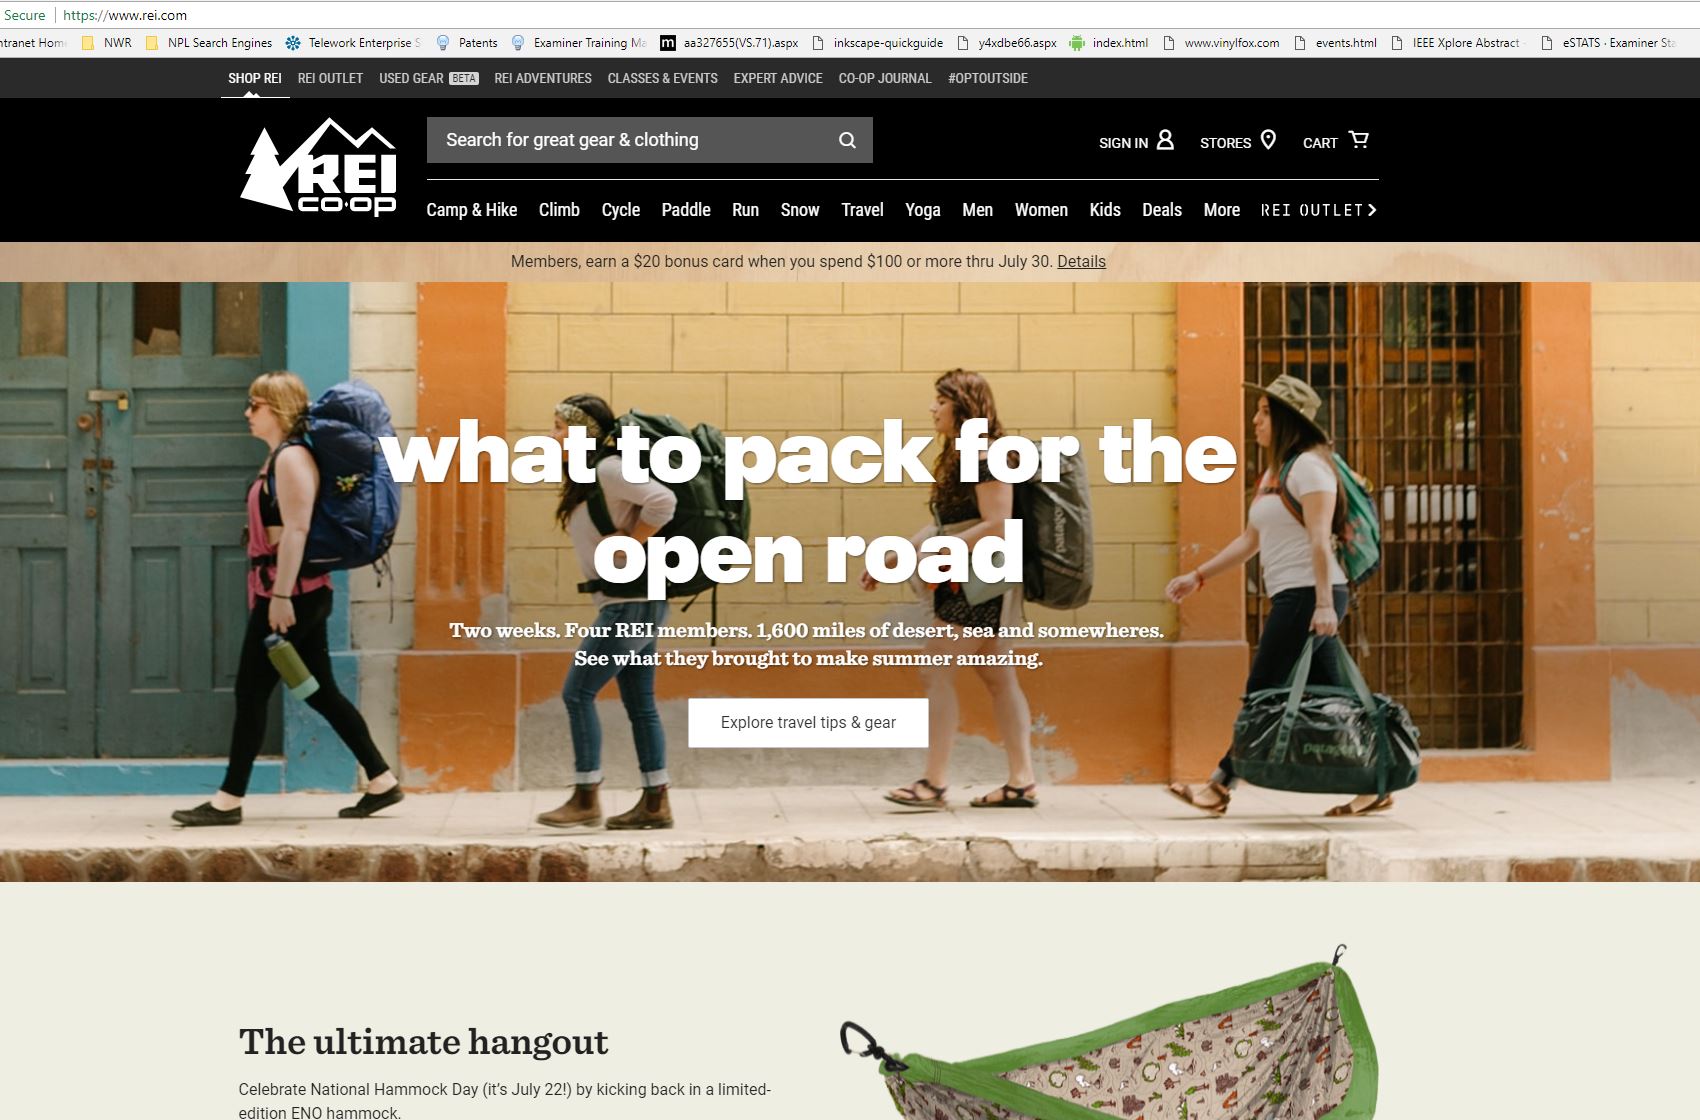 Secure https://www.rei.com
NWR NPL Search Engines Telework Enterprise Patents Examiner Training aa327655(VS.71).aspx inkscape-quickguide y4xdbe66.aspx index.html www.vinylfox.com events.html IEEE Xplore Abstract eSTATS · Examiner
SHOP REI REI OUTLET USED GEAR BETA REI ADVENTURES CLASSES & EVENTS EXPERT ADVICE CO-OP JOURNAL #OPTOUTSIDE
REI
CO·OP
Search for great gear & clothing
SIGN IN STORES CART
Camp & Hike Climb Cycle Paddle Run Snow Travel Yoga Men Women Kids Deals More REI OUTLET
Members, earn a $20 bonus card when you spend $100 or more thru July 30. Details
what to pack for the
open road
Two weeks. Four REI members. 1,600 miles of desert, sea and somewheres.
See what they brought to make summer amazing.
Explore travel tips & gear
patagonia
The ultimate hangout
Celebrate National Hammock Day (it's July 22!) by kicking back in a limited-
edition ENO hammock.